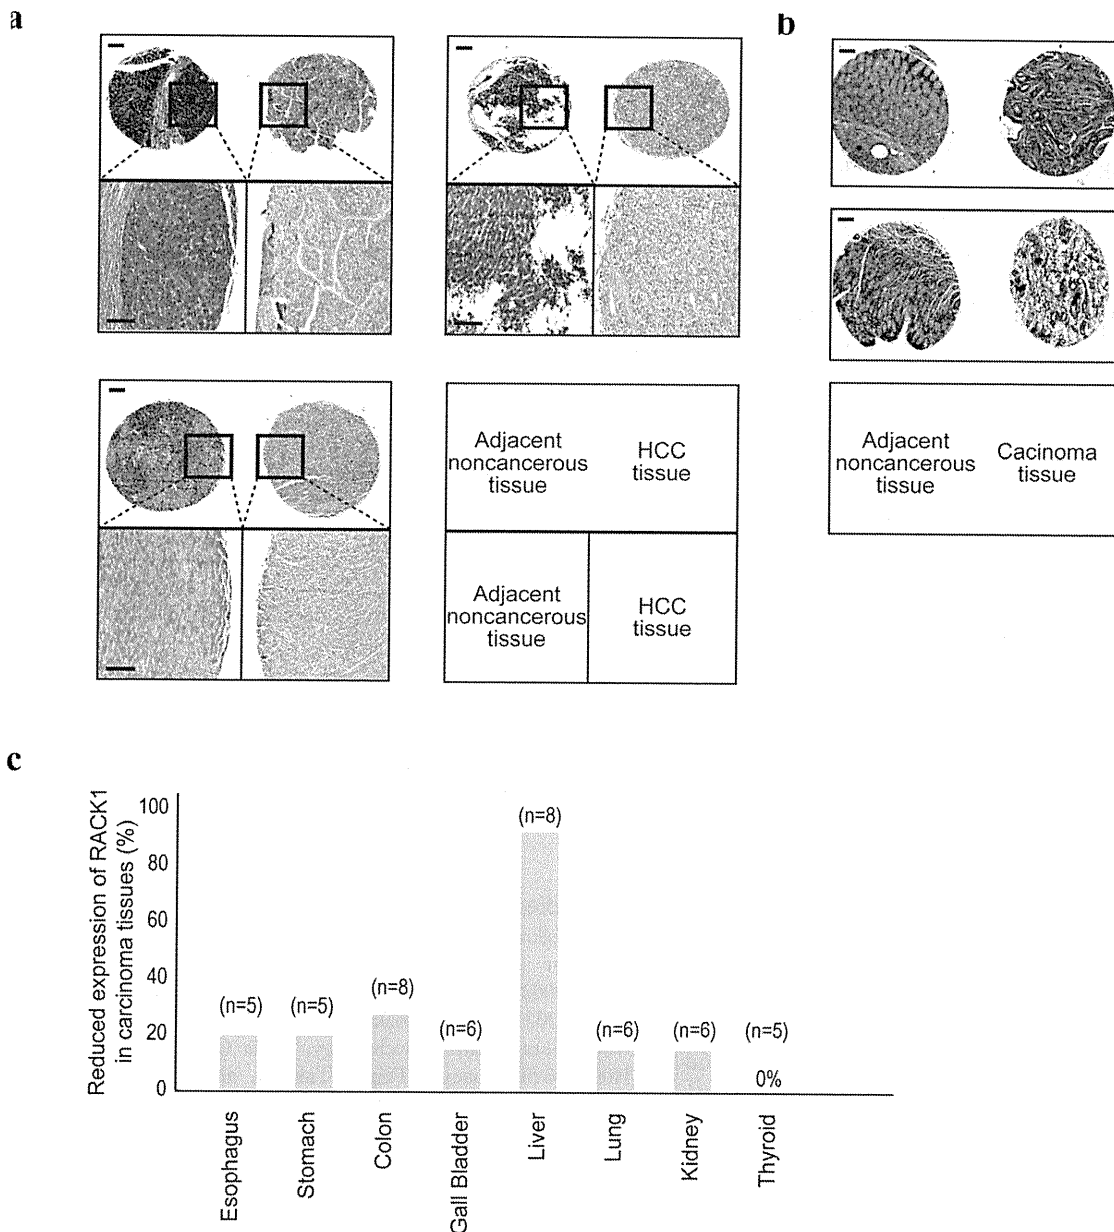 a
b
Adjacent
noncancerous
tissue
HCC
tissue
Adjacent
noncancerous
tissue
HCC
tissue
Adjacent
noncancerous
tissue
Cacinoma
tissue
c
Reduced expression of RACK1
in carcinoma tissues (%)
100
80
60
40
20
0
(n=5)
(n=5)
(n=8)
(n=6)
(n=8)
(n=6)
(n=6)
(n=5)
0%
Esophagus
Stomach
Colon
Gall Bladder
Liver
Lung
Kidney
Thyroid